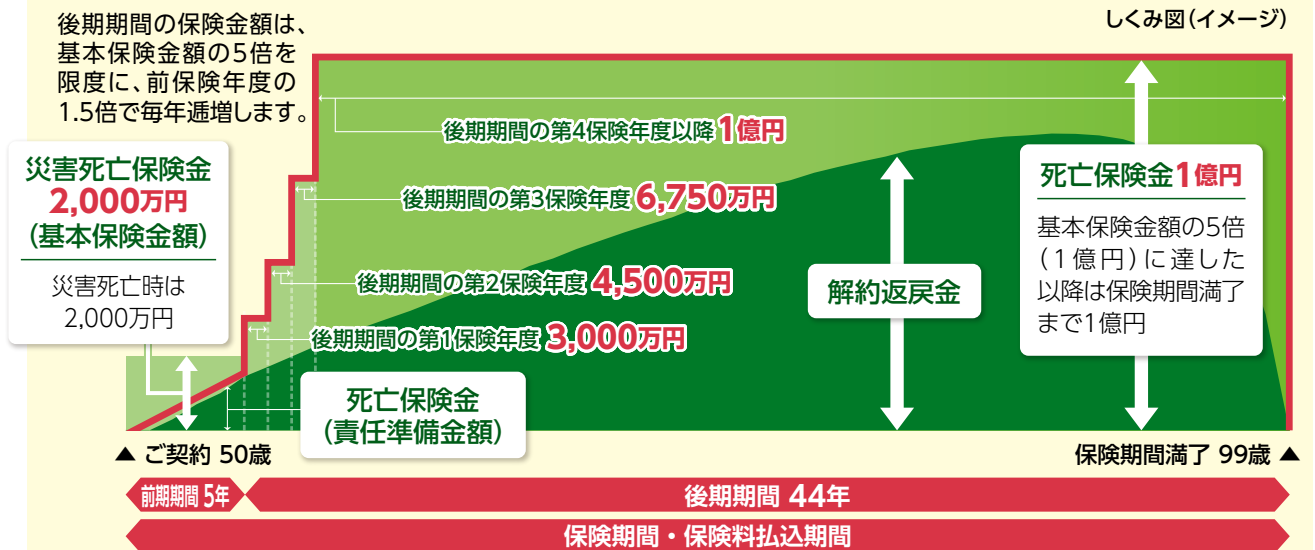 しくみ図（イメージ）
後期期間の保険金額は、
基本保険金額の5倍を
限度に、前保険年度の
1.5倍で毎年逓増します。
後期期間の第4保険年度以降 1億円
災害死亡保険金
2,000万円
（基本保険金額）
災害死亡時は
2,000万円
後期期間の第3保険年度 6,750万円
後期期間の第2保険年度 4,500万円
後期期間の第1保険年度 3,000万円
死亡保険金
（責任準備金額）
解約返戻金
死亡保険金1億円
基本保険金額の5倍
（1億円）に達した
以降は保険期間満了
まで1億円
▲ ご契約 50歳
保険期間満了 99歳 ▲
前期期間 5年
後期期間 44年
保険期間・保険料払込期間